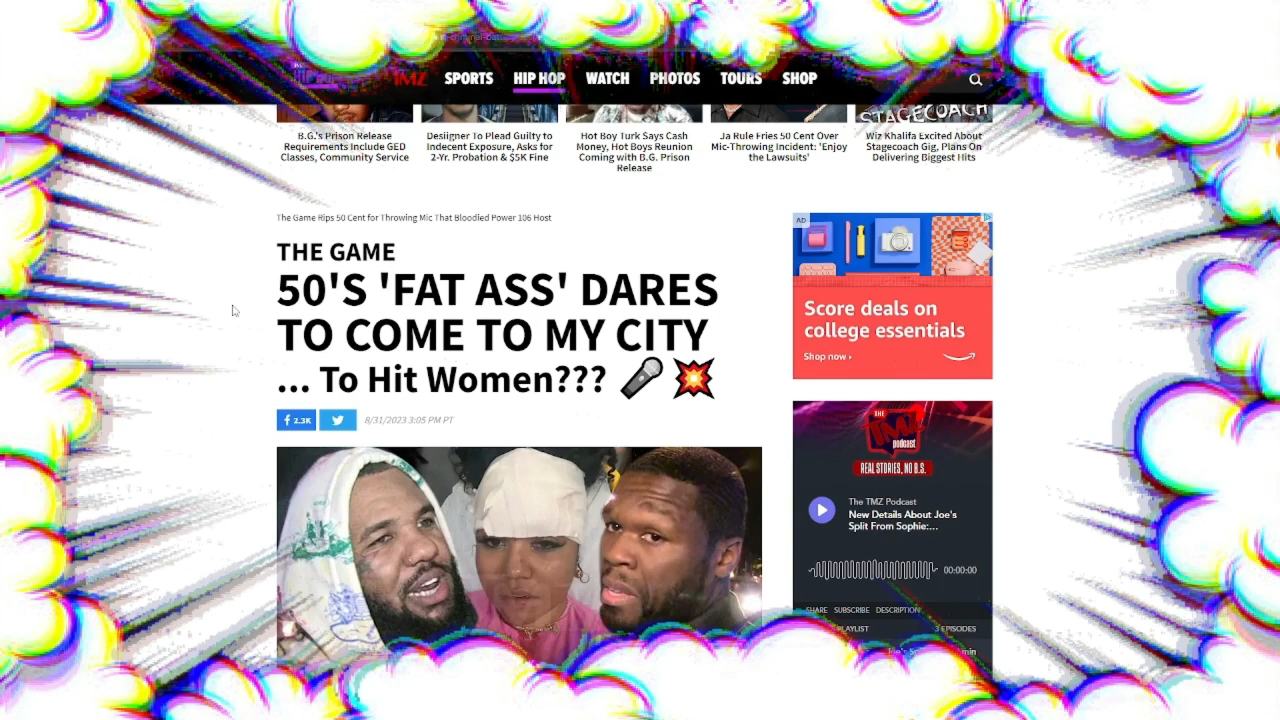 TMZ SPORTS HIP HOP WATCH PHOTOS TOURS SHOP
STAGECOACH
B.G.'s Prison Release
Requirements Include GED
Classes, Community Service
Desiigner To Plead Guilty to
Indecent Exposure, Asks for
2-Yr. Probation & $5K Fine
Hot Boy Turk Says Cash
Money, Hot Boys Reunion
Coming with B.G. Prison
Release
Ja Rule Fries 50 Cent Over
Mic-Throwing Incident: 'Enjoy
the Lawsuits'
Wiz Khalifa Excited About
Stagecoach Gig, Plans On
Delivering Biggest Hits
The Game Rips 50 Cent for Throwing Mic That Bloodied Power 106 Host
THE GAME
50'S 'FAT ASS' DARES
TO COME TO MY CITY
... To Hit Women??? 🎤 💥
2.3K
8/31/2023 3:05 PM PT
AD
Score deals on
college essentials
Shop now ›
THE
TMZ
podcast
REAL STORIES, NO B.S.
The TMZ Podcast
New Details About Joe's
Split From Sophie:...
00:00:00
SHARE SUBSCRIBE DESCRIPTION
PLAYLIST 3 EPISODES